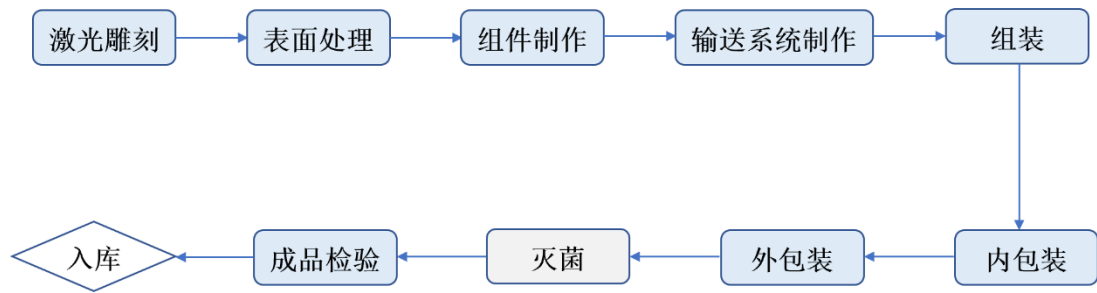 激光雕刻
表面处理
组件制作
输送系统制作
组装
内包装
外包装
灭菌
成品检验
入库